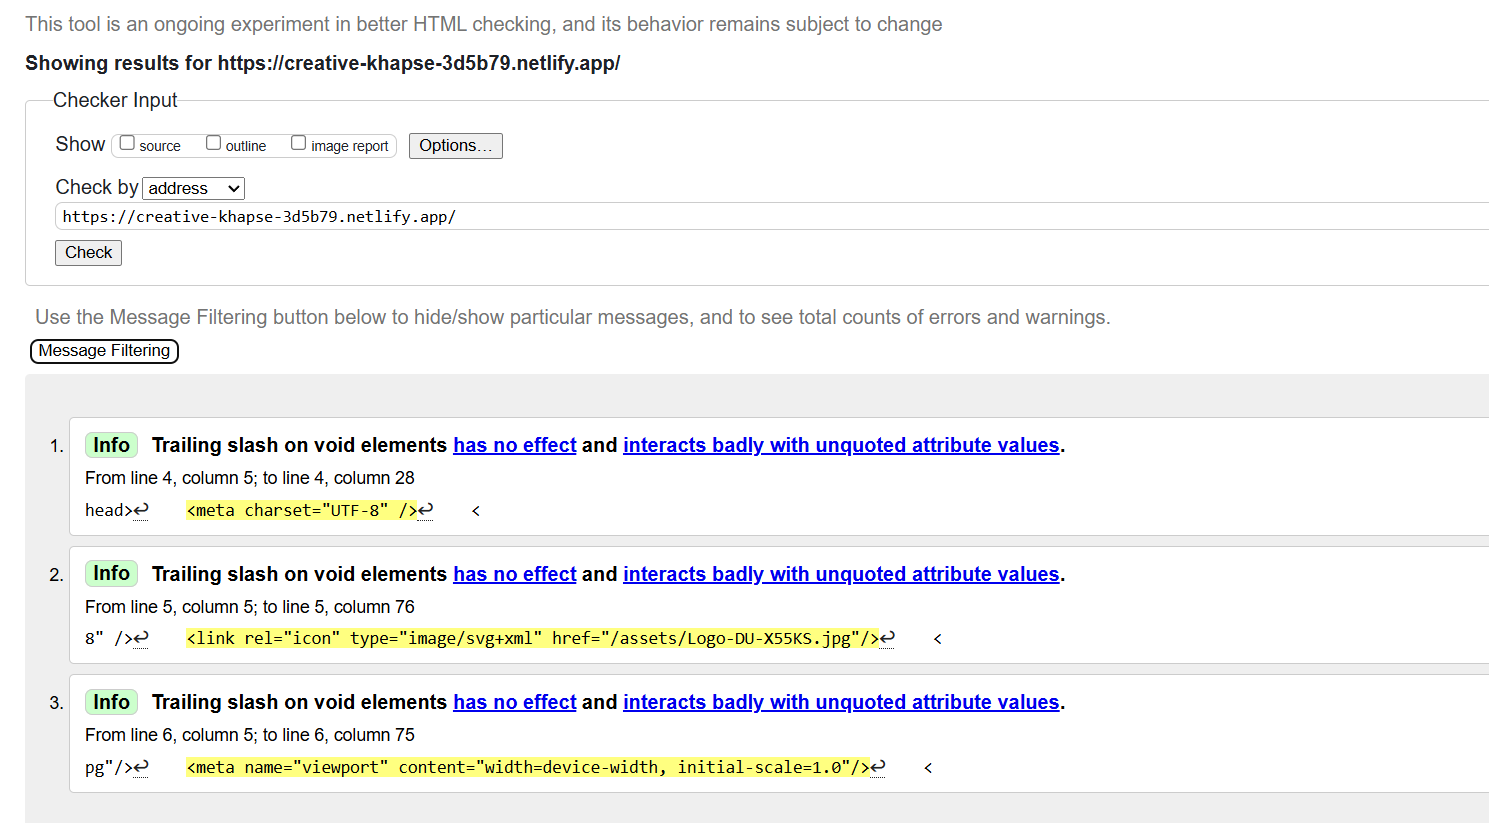 This tool is an ongoing experiment in better HTML checking, and its behavior remains subject to change
Showing results for https://creative-khapse-3d5b79.netlify.app/
Checker Input
Show source outline image report Options...
Check by address
https://creative-khapse-3d5b79.netlify.app/
Check
Use the Message Filtering button below to hide/show particular messages, and to see total counts of errors and warnings.
Message Filtering
1. Info Trailing slash on void elements has no effect and interacts badly with unquoted attribute values.
From line 4, column 5; to line 4, column 28
head>↩ <meta charset="UTF-8" />↩ <
2. Info Trailing slash on void elements has no effect and interacts badly with unquoted attribute values.
From line 5, column 5; to line 5, column 76
8" />↩ <link rel="icon" type="image/svg+xml" href="/assets/Logo-DU-X55KS.jpg"/>↩ <
3. Info Trailing slash on void elements has no effect and interacts badly with unquoted attribute values.
From line 6, column 5; to line 6, column 75
pg"/>↩ <meta name="viewport" content="width=device-width, initial-scale=1.0"/>↩ <